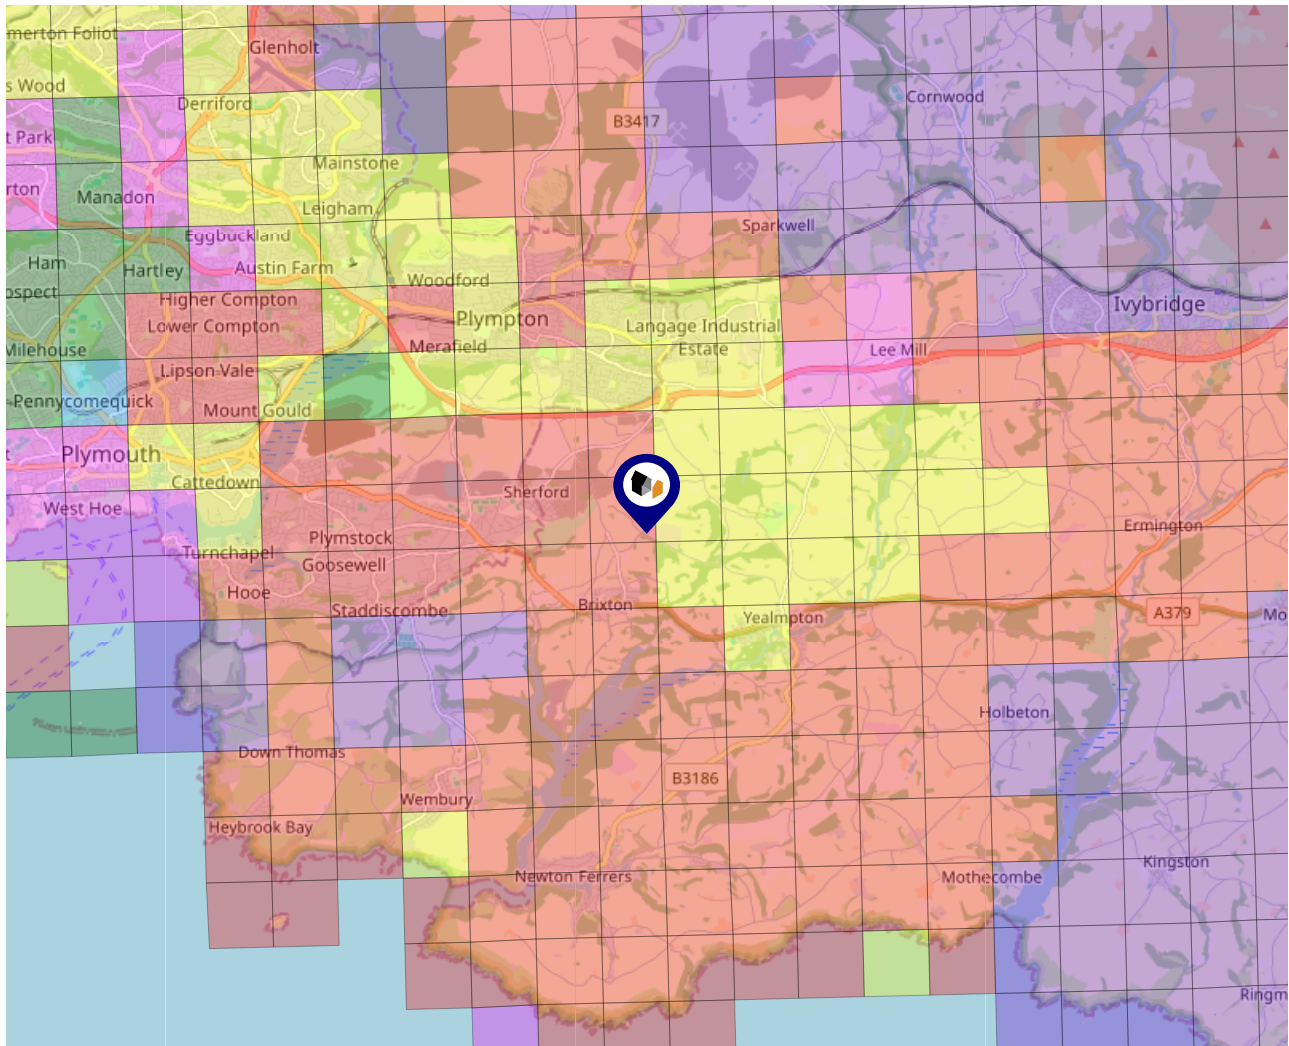 merton Foliot
Glenholt
s Wood
Derriford
Cornwood
B3417
t Park
Mainstone
rton
Manadon
Leigham
Sparkwell
Eggbuckland
Ham
Hartley
Austin Farm
Woodford
ospect
Higher Compton
Ivybridge
Lower Compton
Plympton
Langage Industrial
Estate
Milehouse
Merafield
Lee Mill
Lipson Vale
Pennycomequick
Mount Gould
Plymouth
t
Cattedown
Sherford
West Hoe
Ermington
Plymstock
Turnchapel
Goosewell
Hooe
Staddiscombe
Brixton
Yealmpton
A379
Mo
Holbeton
Down Thomas
B3186
Wembury
Heybrook Bay
Kingston
Newton Ferrers
Mothecombe
Ringm